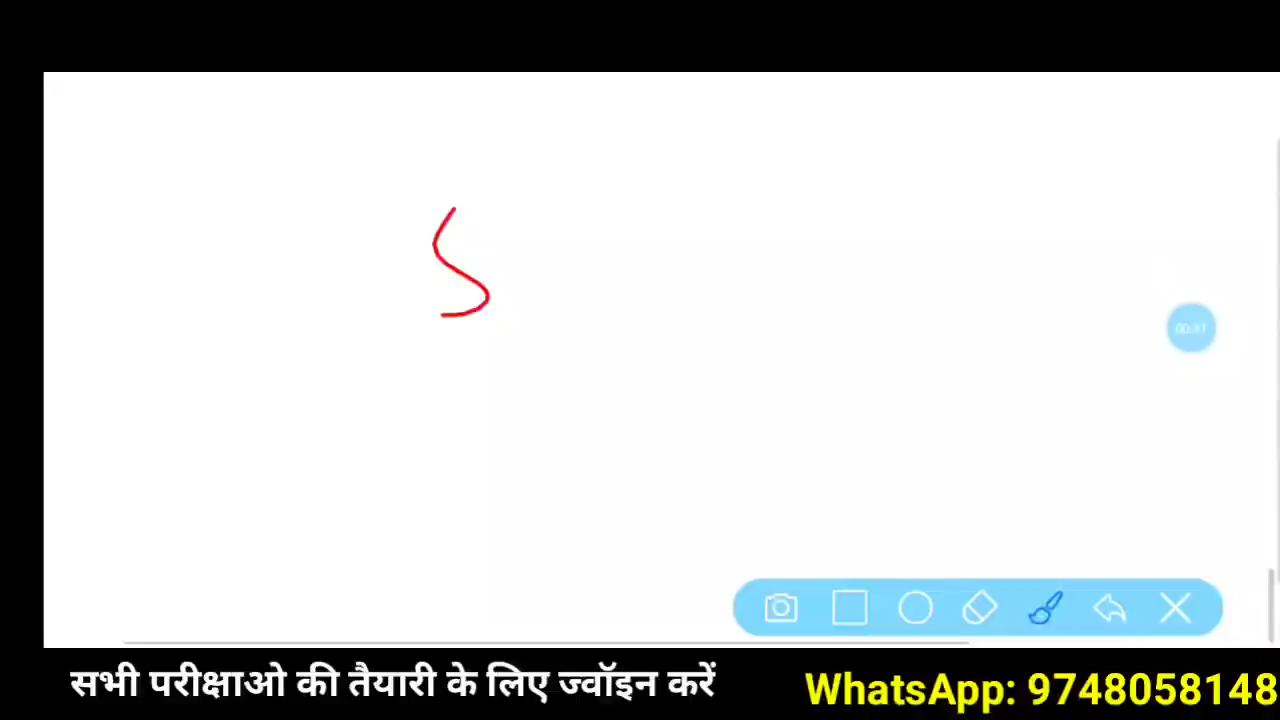 S
सभी परीक्षाओ की तैयारी के लिए ज्वॉइन करें
WhatsApp: 9748058148